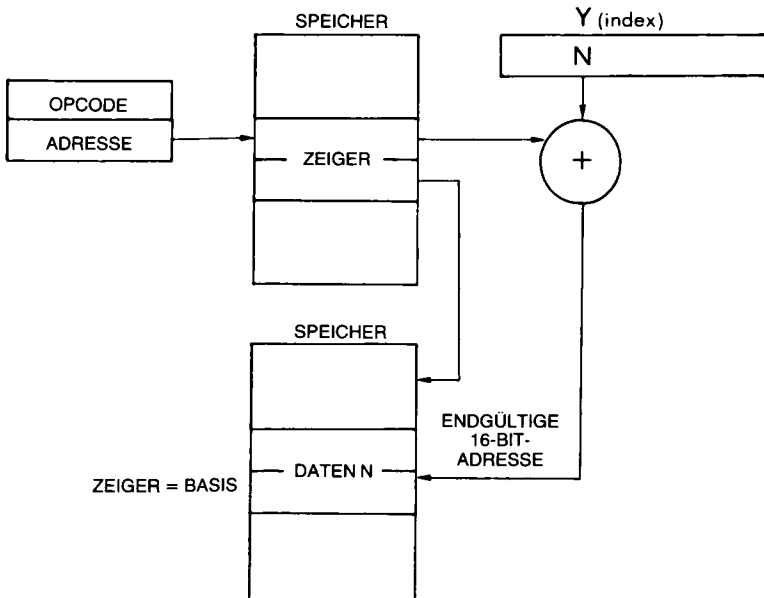 SPEICHER
Y (index)
N
OPCODE
ADRESSE
ZEIGER
+
SPEICHER
ENDGÜLTIGE
16-BIT-
ADRESSE
DATEN N
ZEIGER = BASIS